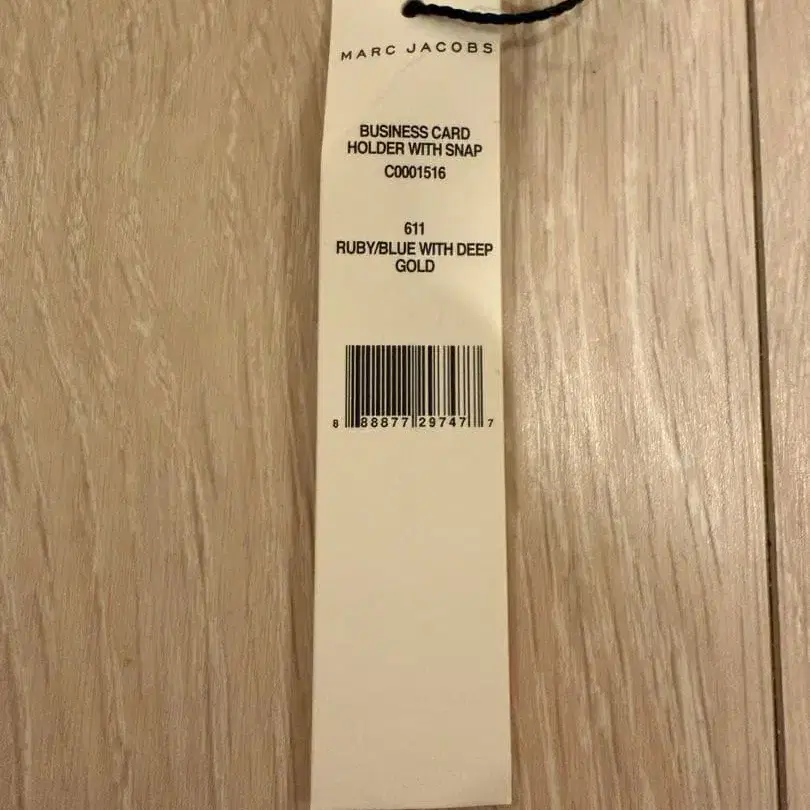 MARC JACOBS
BUSINESS CARD
HOLDER WITH SNAP
C0001516
611
RUBY/BLUE WITH DEEP
GOLD
8 88877 29747 7